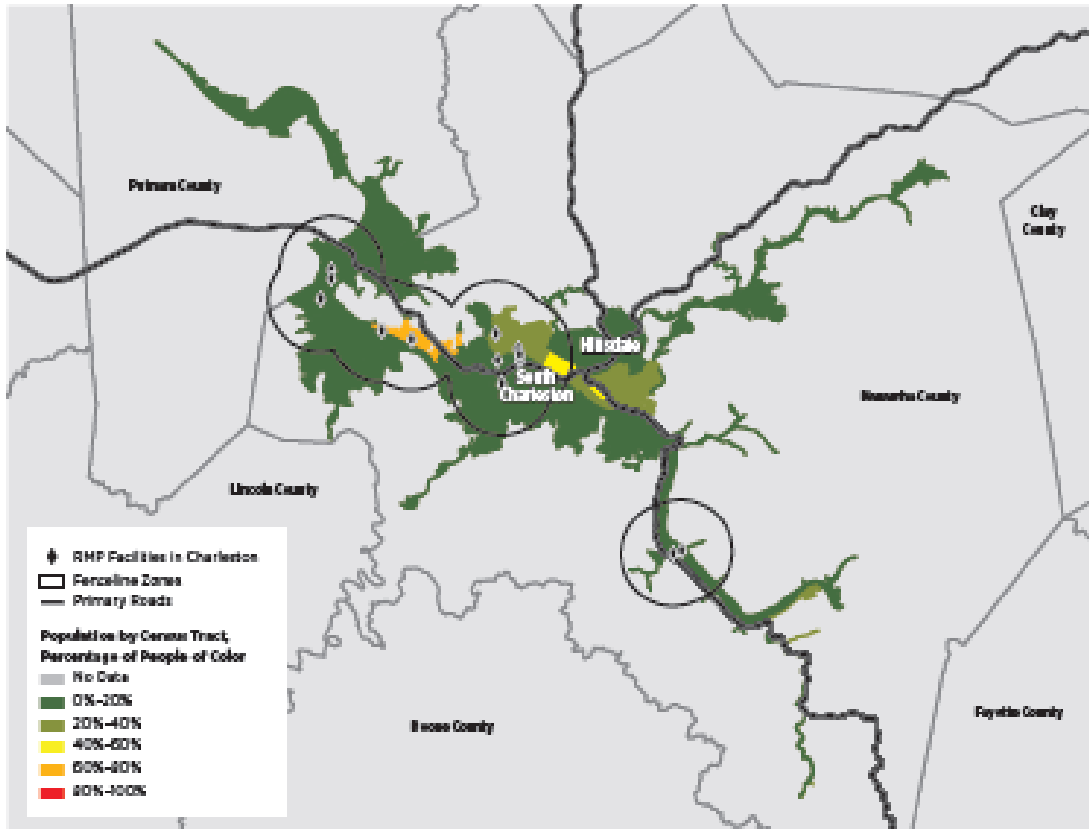 Putnam County
Clay
County
Hillsdale
South
Charleston
Kanawha County
Lincoln County
RMP Facilities in Charleston
Fenceline Zones
Primary Roads
Population by Census Tract,
Percentage of People of Color
No Data
0%-20%
20%-40%
40%-60%
60%-80%
80%-100%
Boone County
Fayette County